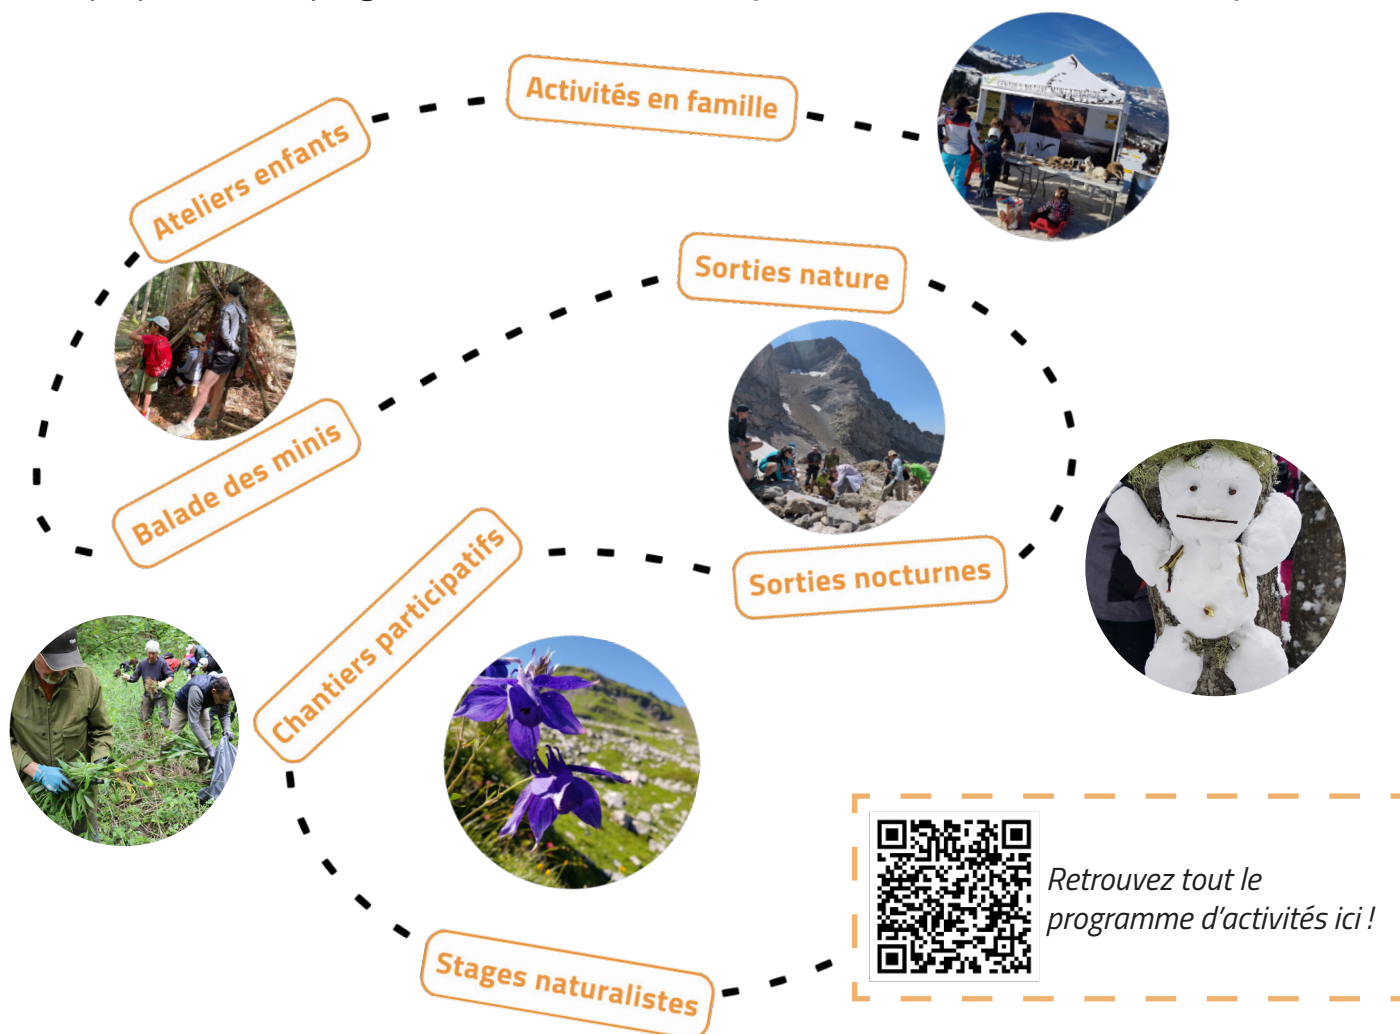 Activités en famille
Ateliers enfants
Sorties nature
Balade des minis
Chantiers participatifs
Sorties nocturnes
Stages naturalistes
Retrouvez tout le
programme d'activités ici !